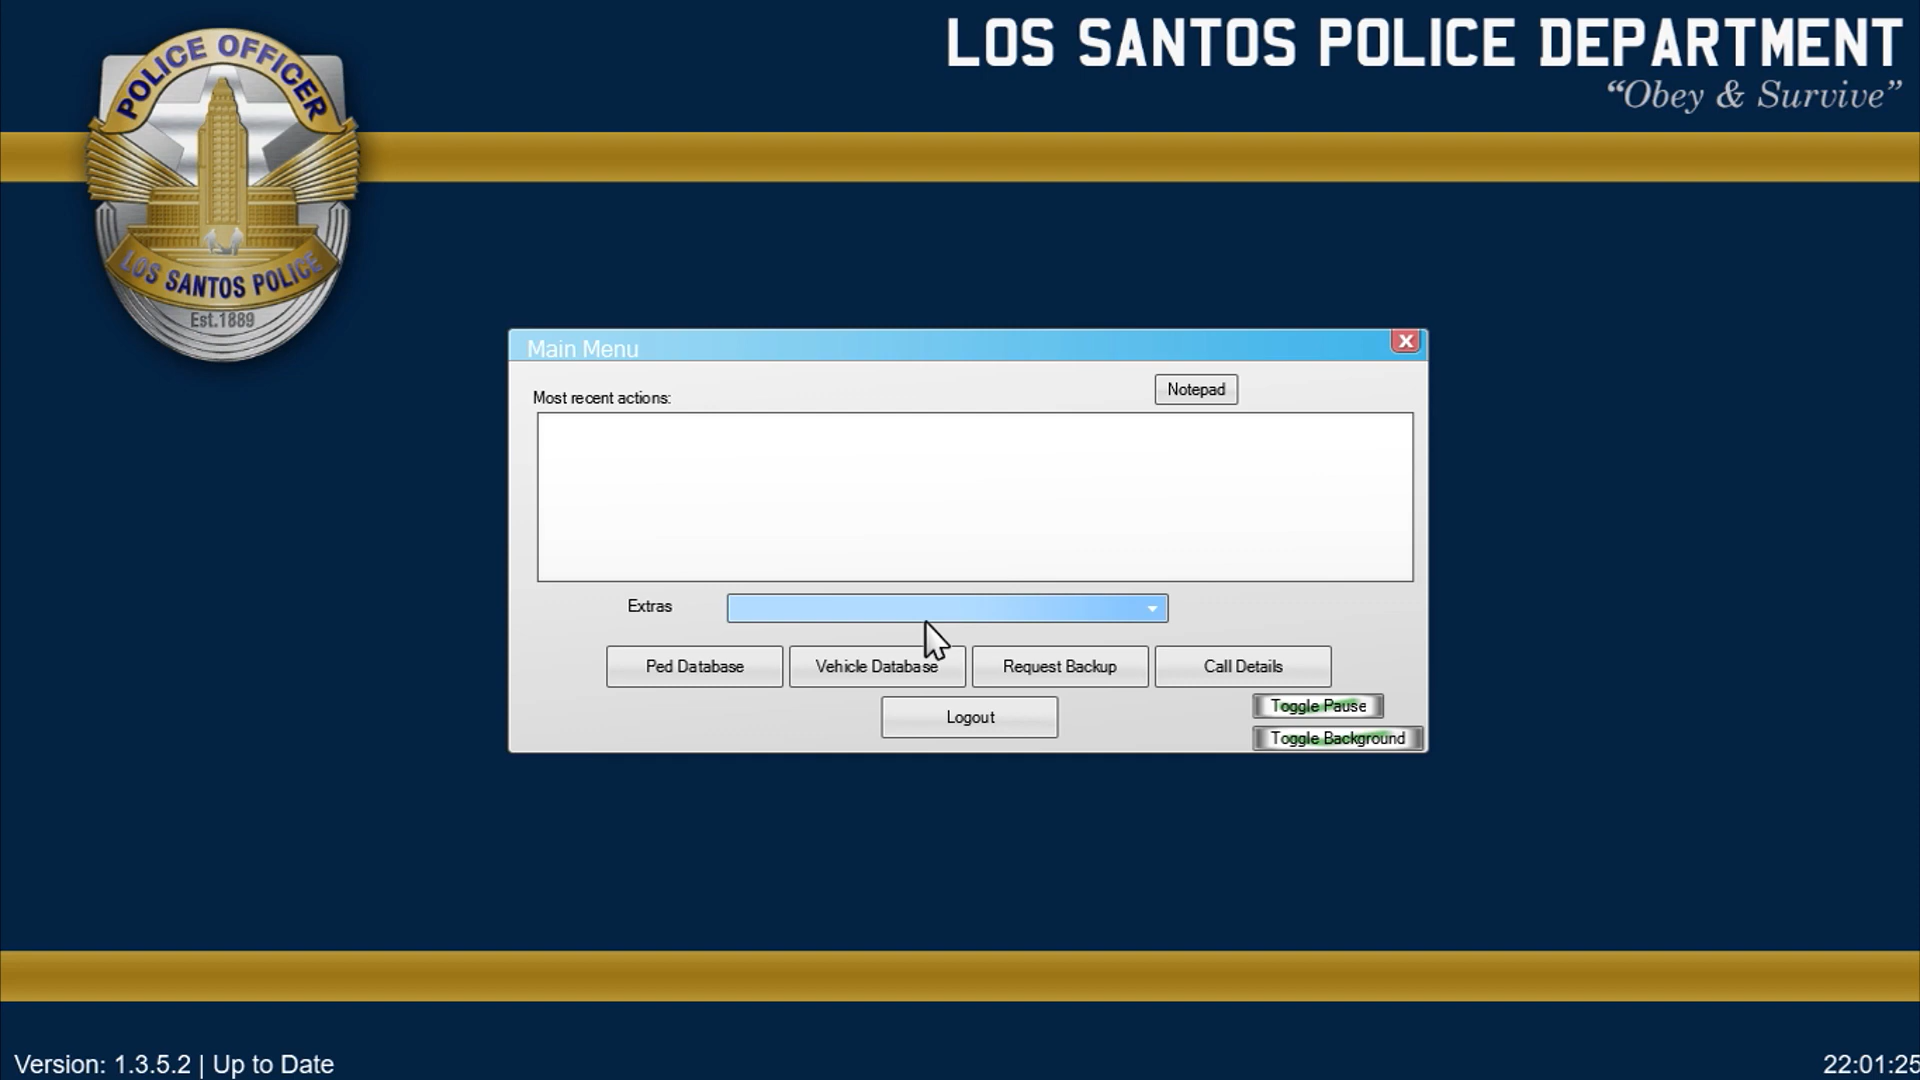 LOS SANTOS POLICE DEPARTMENT
“Obey & Survive”
POLICE OFFICER
LOS SANTOS POLICE
Est.1889
Main Menu
Most recent actions:
Notepad
Extras
Ped Database
Vehicle Database
Request Backup
Call Details
Logout
Toggle Pause
Toggle Background
Version: 1.3.5.2 | Up to Date
22:01:25